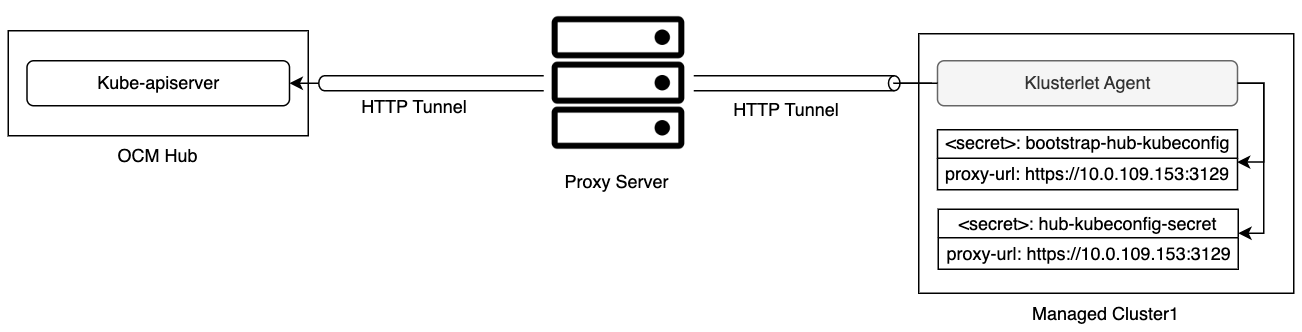 Kube-apiserver
OCM Hub
HTTP Tunnel
Proxy Server
HTTP Tunnel
Klusterlet Agent
<secret>: bootstrap-hub-kubeconfig
proxy-url: https://10.0.109.153:3129
<secret>: hub-kubeconfig-secret
proxy-url: https://10.0.109.153:3129
Managed Cluster1